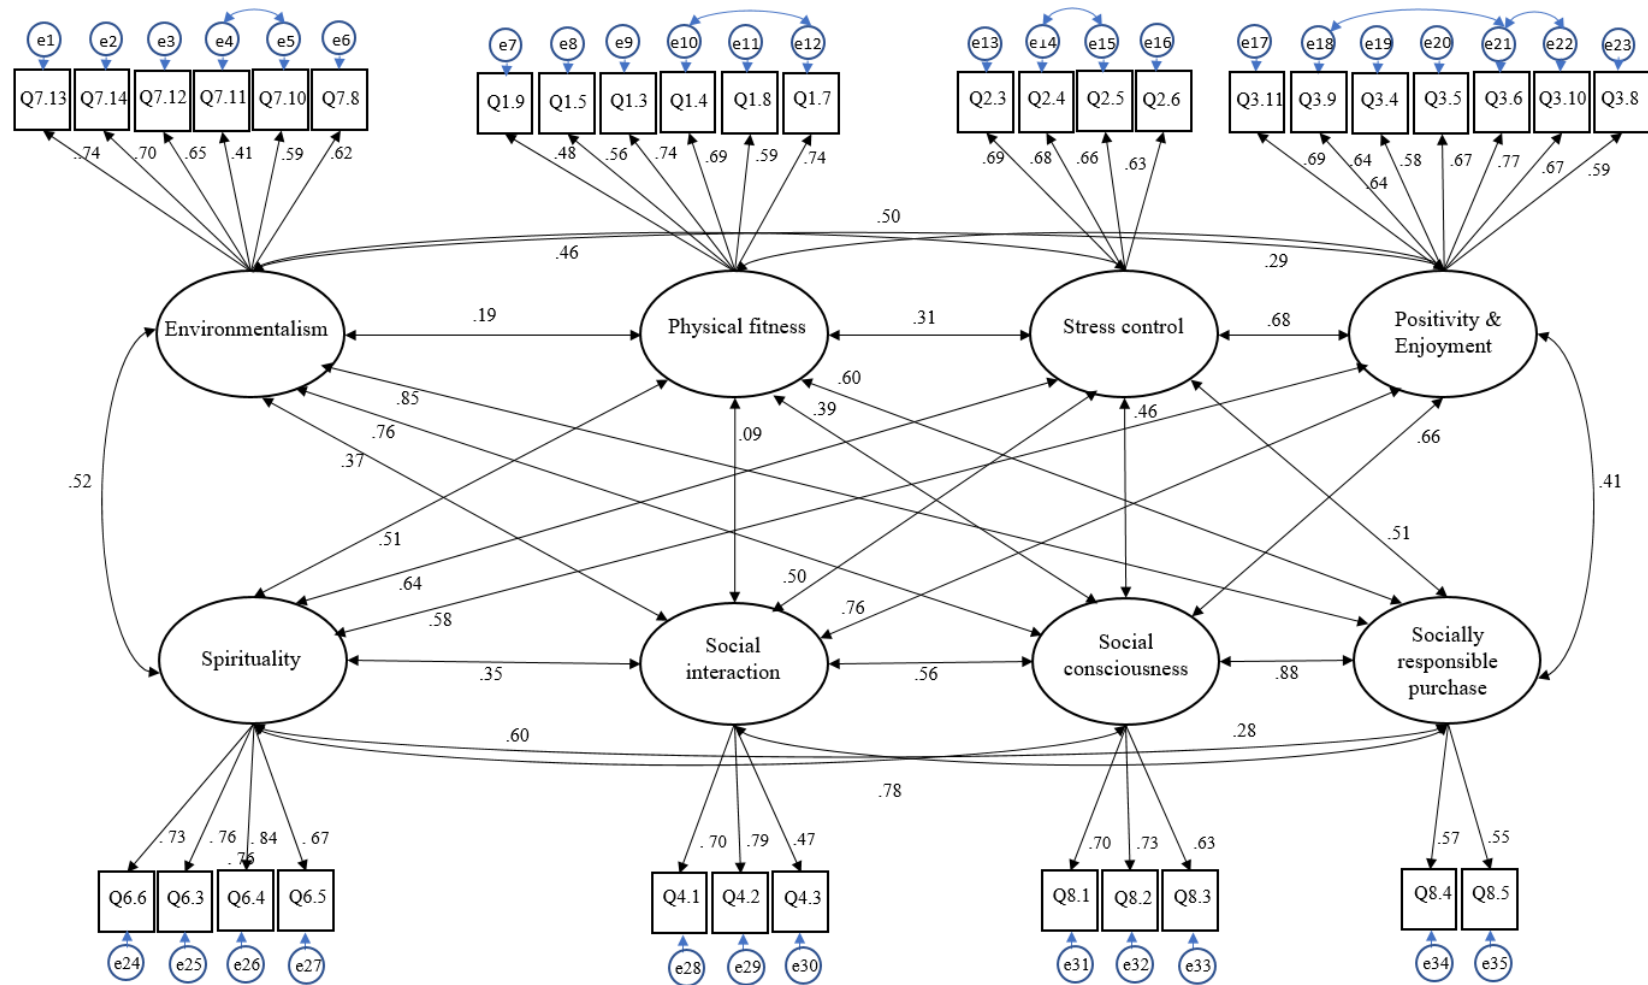 e1 e2 e3 e4 e5 e6 e7 e8 e9 e10 e11 e12 e13 e14 e15 e16 e17 e18 e19 e20 e21 e22 e23
Q7.13 Q7.14 Q7.12 Q7.11 Q7.10 Q7.8 Q1.9 Q1.5 Q1.3 Q1.4 Q1.8 Q1.7 Q2.3 Q2.4 Q2.5 Q2.6 Q3.11 Q3.9 Q3.4 Q3.5 Q3.6 Q3.10 Q3.8
.74 .70 .65 .41 .59 .62 .48 .56 .74 .69 .59 .74 .69 .68 .66 .63 .69 .64 .58 .67 .77 .67 .59
.64
.50
.46 .29
.19 .31 .68
Environmentalism Physical fitness Stress control Positivity &
Enjoyment
.60
.85 .39 .46
.76 .09 .66
.37
.52 .41
.51 .51
.64 .50
.58 .76
Spirituality Social
interaction Social
consciousness Socially
responsible
purchase
.35 .56 .88
.60 .28
.78
.73 .76 .84 .67 .70 .79 .47 .70 .73 .63 .57 .55
.76
Q6.6 Q6.3 Q6.4 Q6.5 Q4.1 Q4.2 Q4.3 Q8.1 Q8.2 Q8.3 Q8.4 Q8.5
e24 e25 e26 e27 e28 e29 e30 e31 e32 e33 e34 e35